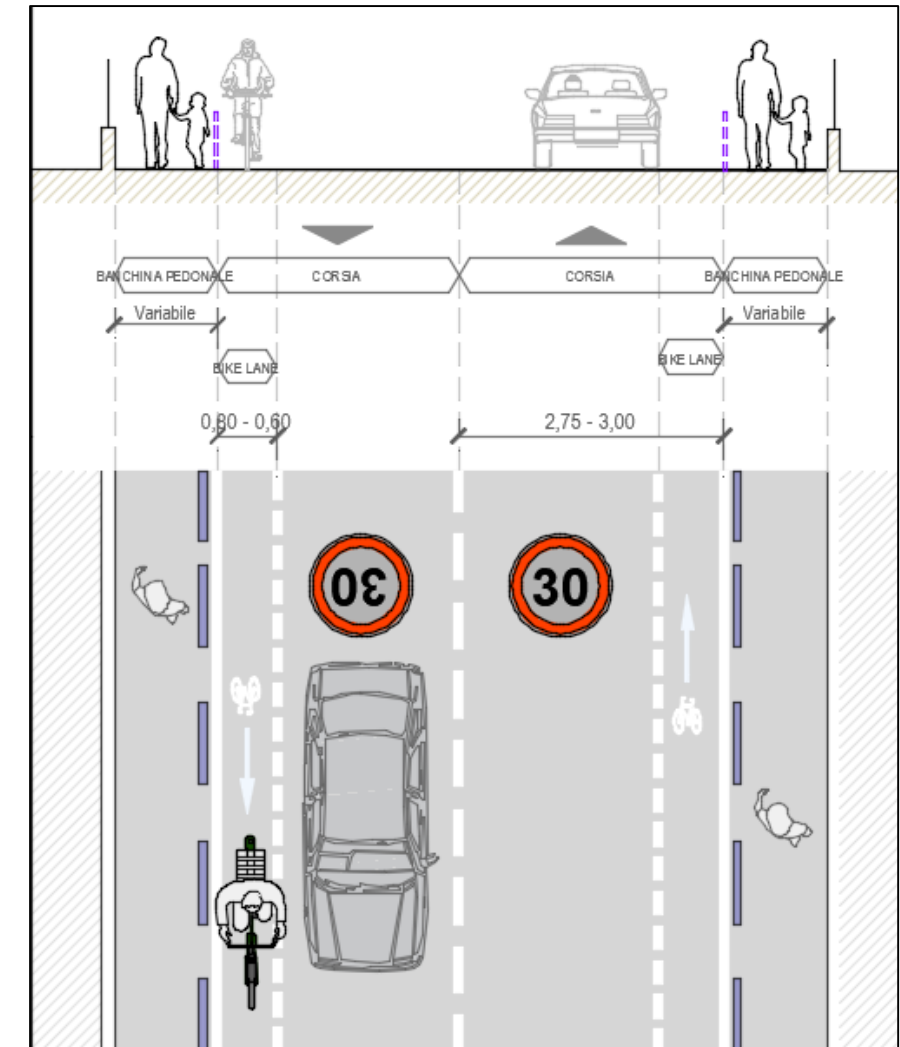 BANCHINA PEDONALE CORSIA CORSIA BANCHINA PEDONALE
Variabile Variabile
BIKE LANE BIKE LANE
0,80 - 0,60 2,75 - 3,00
30 30